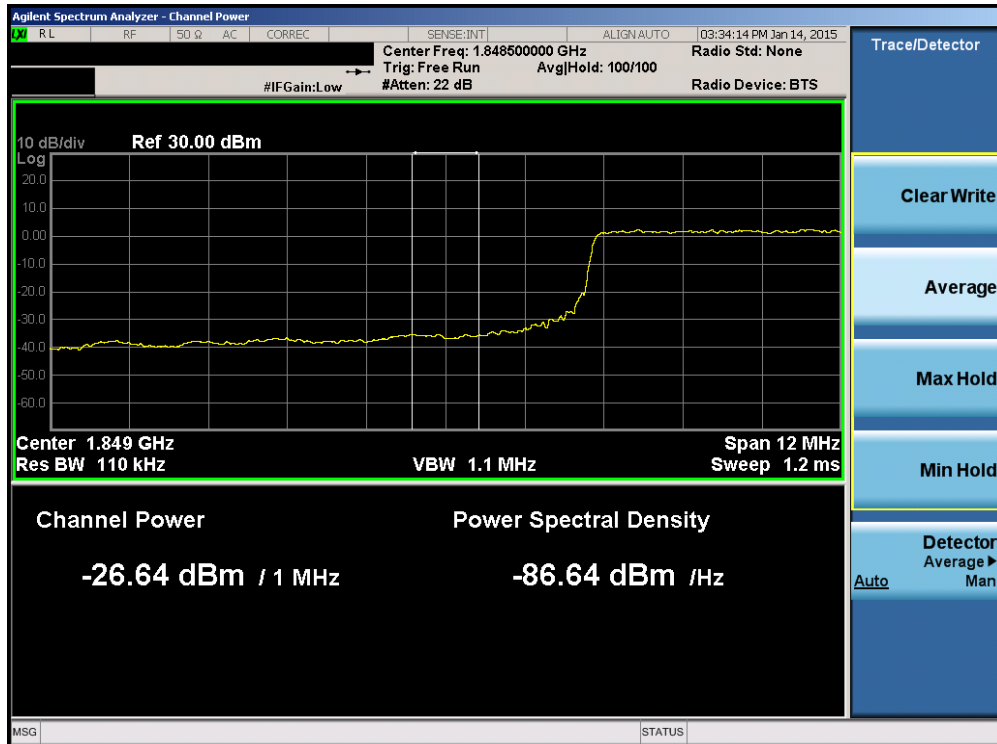 Agilent Spectrum Analyzer - Channel Power
LXI RL RF 50 Ω AC CORREC SENSE:INT ALIGN AUTO 03:34:14 PM Jan 14, 2015
Center Freq: 1.848500000 GHz Radio Std: None
Trig: Free Run Avg|Hold: 100/100
#IFGain:Low #Atten: 22 dB Radio Device: BTS
10 dB/div Ref 30.00 dBm
Log
20.0
10.0
0.00
-10.0
-20.0
-30.0
-40.0
-50.0
-60.0
Center 1.849 GHz Span 12 MHz
Res BW 110 kHz VBW 1.1 MHz Sweep 1.2 ms
Channel Power Power Spectral Density
-26.64 dBm / 1 MHz -86.64 dBm /Hz
MSG STATUS
Trace/Detector
Clear Write
Average
Max Hold
Min Hold
Detector
Average▶
Auto Man